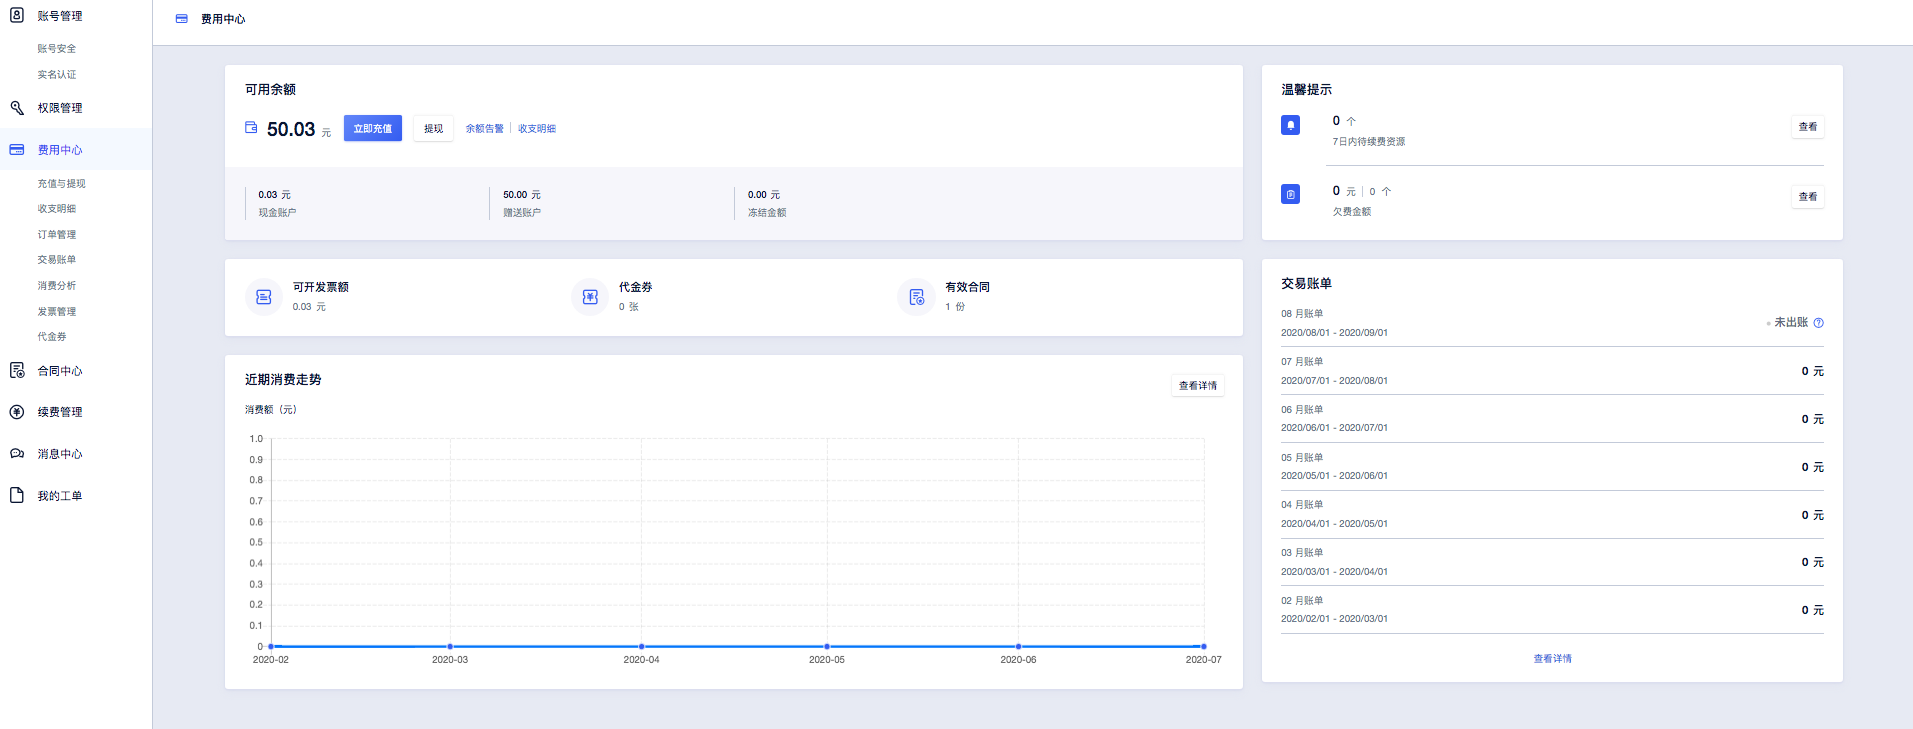 账号管理
账号安全
实名认证
权限管理
费用中心
充值与提现
收支明细
订单管理
交易账单
消费分析
发票管理
代金券
合同中心
续费管理
消息中心
我的工单
费用中心
可用余额
50.03 元 立即充值 提现 余额告警 收支明细
0.03 元 50.00 元 0.00 元
现金账户 赠送账户 冻结金额
可开发票额 代金券 有效合同
0.03 元 0 张 1 份
近期消费走势
查看详情
消费额（元）
1.0
0.9
0.8
0.7
0.6
0.5
0.4
0.3
0.2
0.1
0
2020-02 2020-03 2020-04 2020-05 2020-06 2020-07
温馨提示
0 个
7日内待续费资源
查看
0 元 0 个
欠费金额
查看
交易账单
08 月账单
2020/08/01 - 2020/09/01
未出账
07 月账单
2020/07/01 - 2020/08/01
0 元
06 月账单
2020/06/01 - 2020/07/01
0 元
05 月账单
2020/05/01 - 2020/06/01
0 元
04 月账单
2020/04/01 - 2020/05/01
0 元
03 月账单
2020/03/01 - 2020/04/01
0 元
02 月账单
2020/02/01 - 2020/03/01
0 元
查看详情